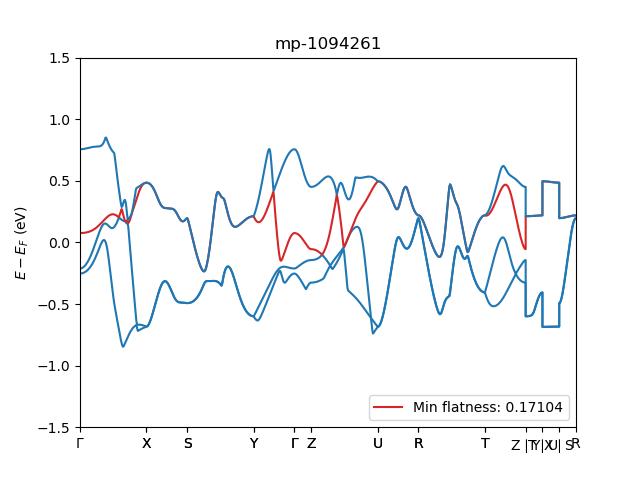 mp-1094261
1.5
1.0
0.5
0.0
−0.5
−1.0
−1.5
E − E_F (eV)
Min flatness: 0.17104
Γ X S Y Γ Z U R T Z |T Y|X U| S R